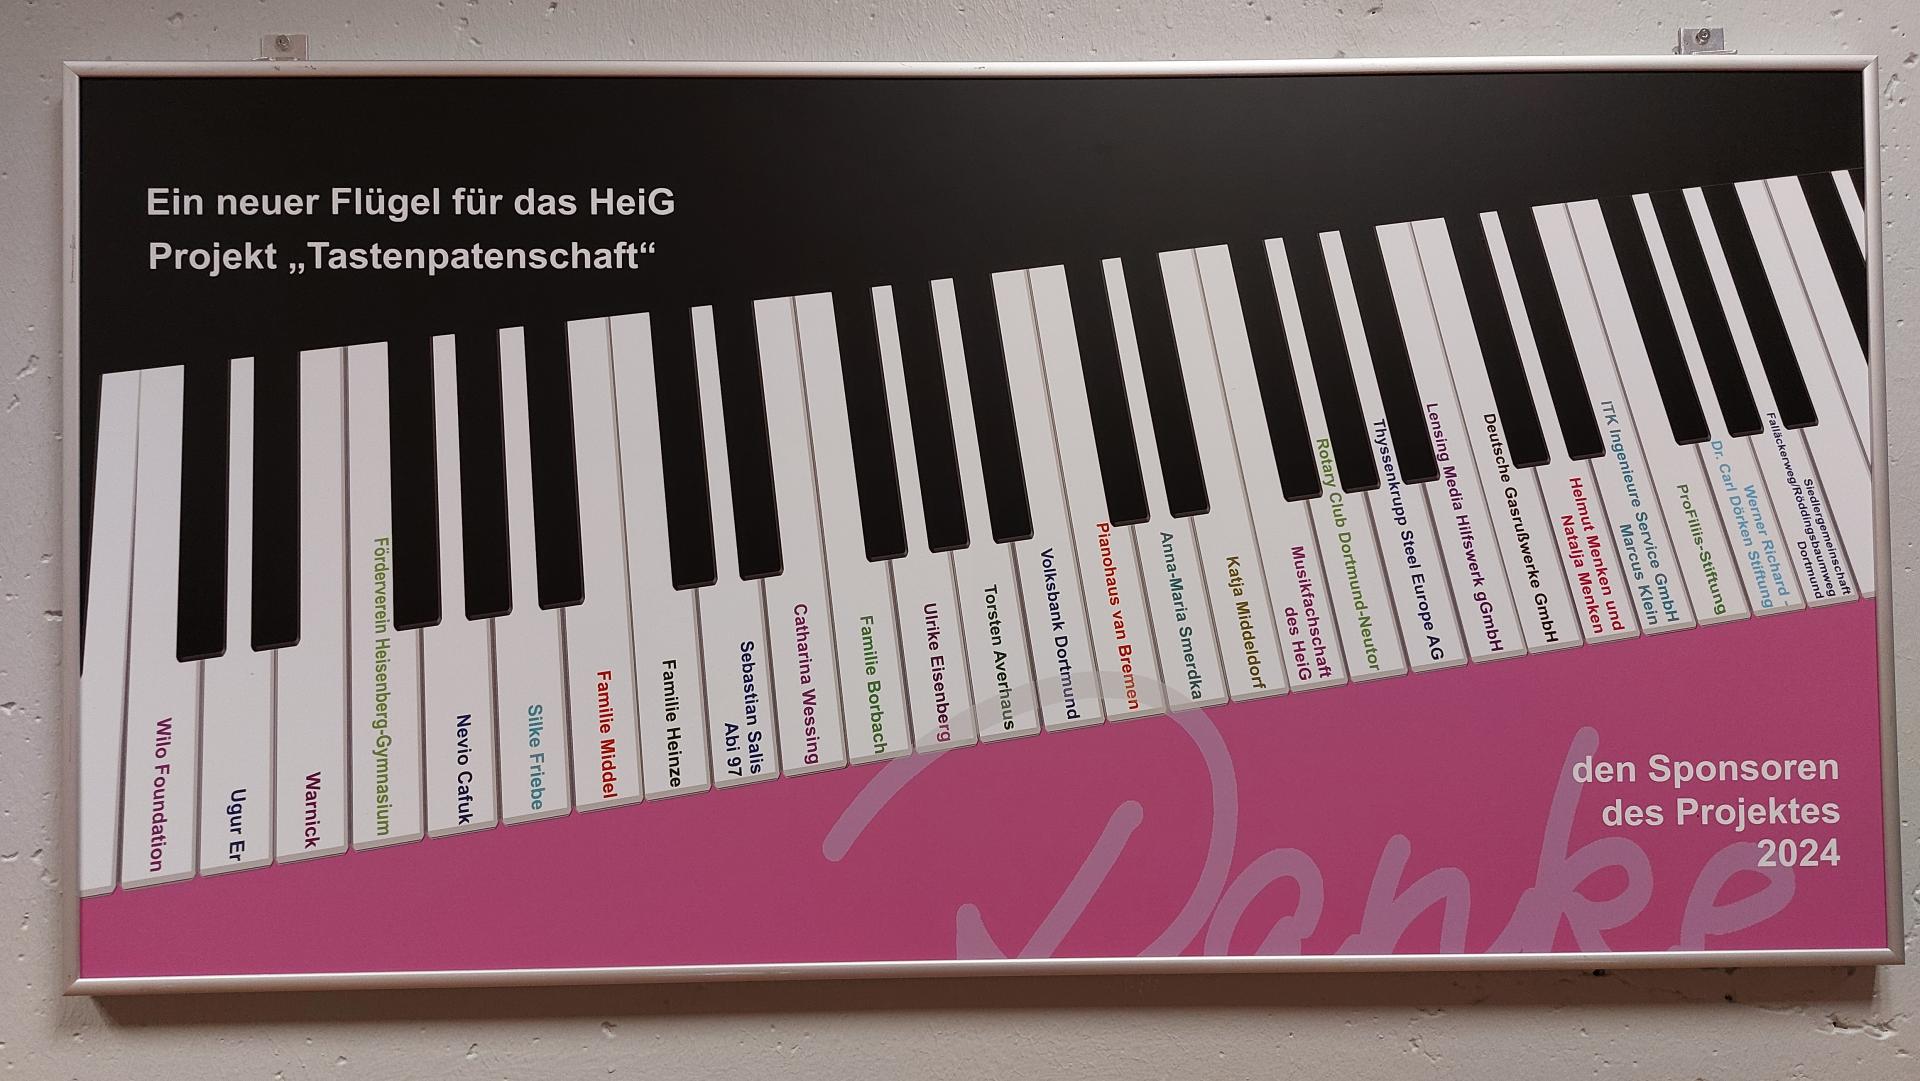 Ein neuer Flügel für das HeiG
Projekt „Tastenpatenschaft“
Wilo Foundation
Ugur Er
Warnick
Förderverein Heisenberg-Gymnasium
Nevio Cafuk
Silke Friebe
Familie Middel
Familie Heinze
Sebastian Salis
Abi 97
Catharina Wessing
Familie Borbach
Ulrike Eisenberg
Torsten Averhaus
Volksbank Dortmund
Pianohaus van Bremen
Anna-Maria Smerdka
Katja Middeldorf
Musikfachschaft
des HeiG
Rotary Club Dortmund-Neutor
Thyssenkrupp Steel Europe AG
Lensing Media Hilfswerk gGmbH
Deutsche Gasrußwerke GmbH
Helmut Menken und
Natalja Menken
ITK Ingenieure Service GmbH
Marcus Klein
ProFiliis-Stiftung
Werner Richard -
Dr. Carl Dörken Stiftung
Siedlergemeinschaft
Falläckerweg/Röddingsbaumweg
Dortmund
Danke
den Sponsoren
des Projektes
2024